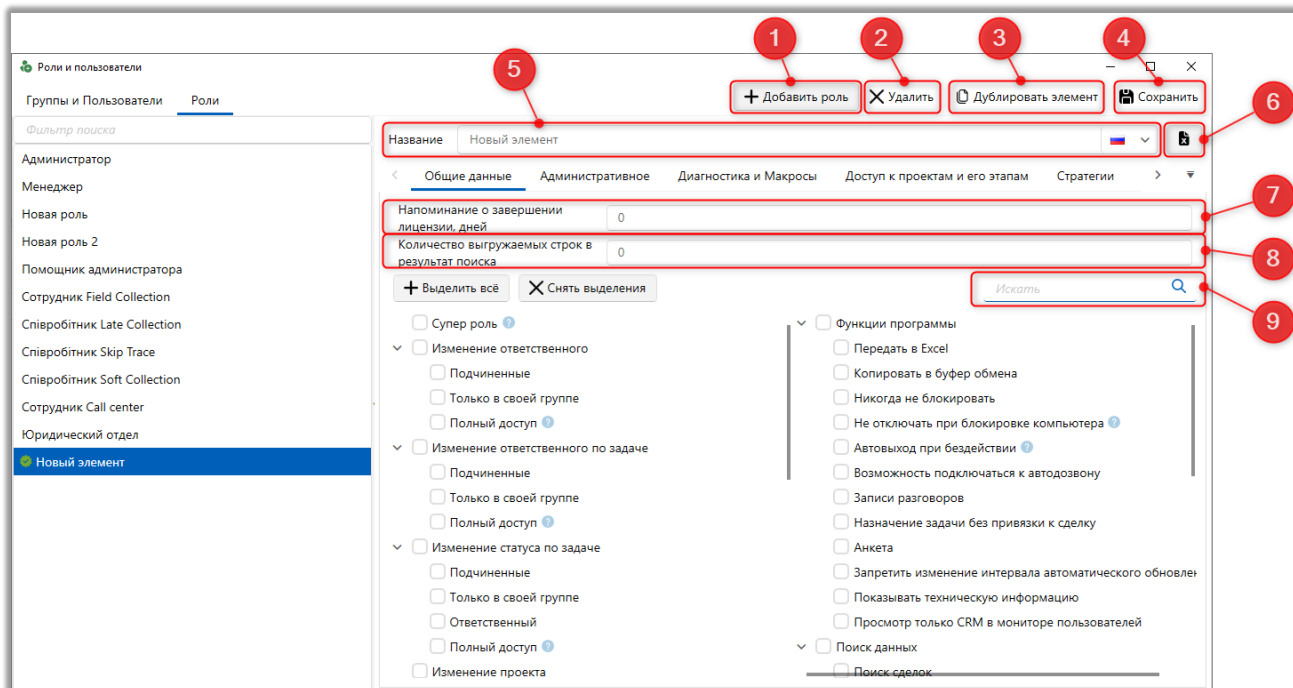 1
2
3
4
5
Роли и пользователи
Группы и Пользователи Роли
Добавить роль Удалить Дублировать элемент Сохранить
6
Фильтр поиска
Название Новый элемент
Администратор
Общие данные Административное Диагностика и Макросы Доступ к проектам и его этапам Стратегии
Менеджер
7
Новая роль
Напоминание о завершении
лицензии, дней
0
Новая роль 2
Количество выгружаемых строк в
результат поиска
0
8
Помощник администратора
Сотрудник Field Collection
Выделить всё Снять выделения Искать
9
Співробітник Late Collection
Співробітник Skip Trace
Співробітник Soft Collection
Сотрудник Call center
Юридический отдел
Новый элемент
Супер роль ?
Изменение ответственного
Подчиненные
Только в своей группе
Полный доступ ?
Изменение ответственного по задаче
Подчиненные
Только в своей группе
Полный доступ ?
Изменение статуса по задаче
Подчиненные
Только в своей группе
Ответственный
Полный доступ ?
Изменение проекта
Функции программы
Передать в Excel
Копировать в буфер обмена
Никогда не блокировать
Не отключать при блокировке компьютера ?
Автовыход при бездействии ?
Возможность подключаться к автодозвону
Записи разговоров
Назначение задачи без привязки к сделку
Анкета
Запретить изменение интервала автоматического обновлен
Показывать техническую информацию
Просмотр только CRM в мониторе пользователей
Поиск данных
Поиск сделок